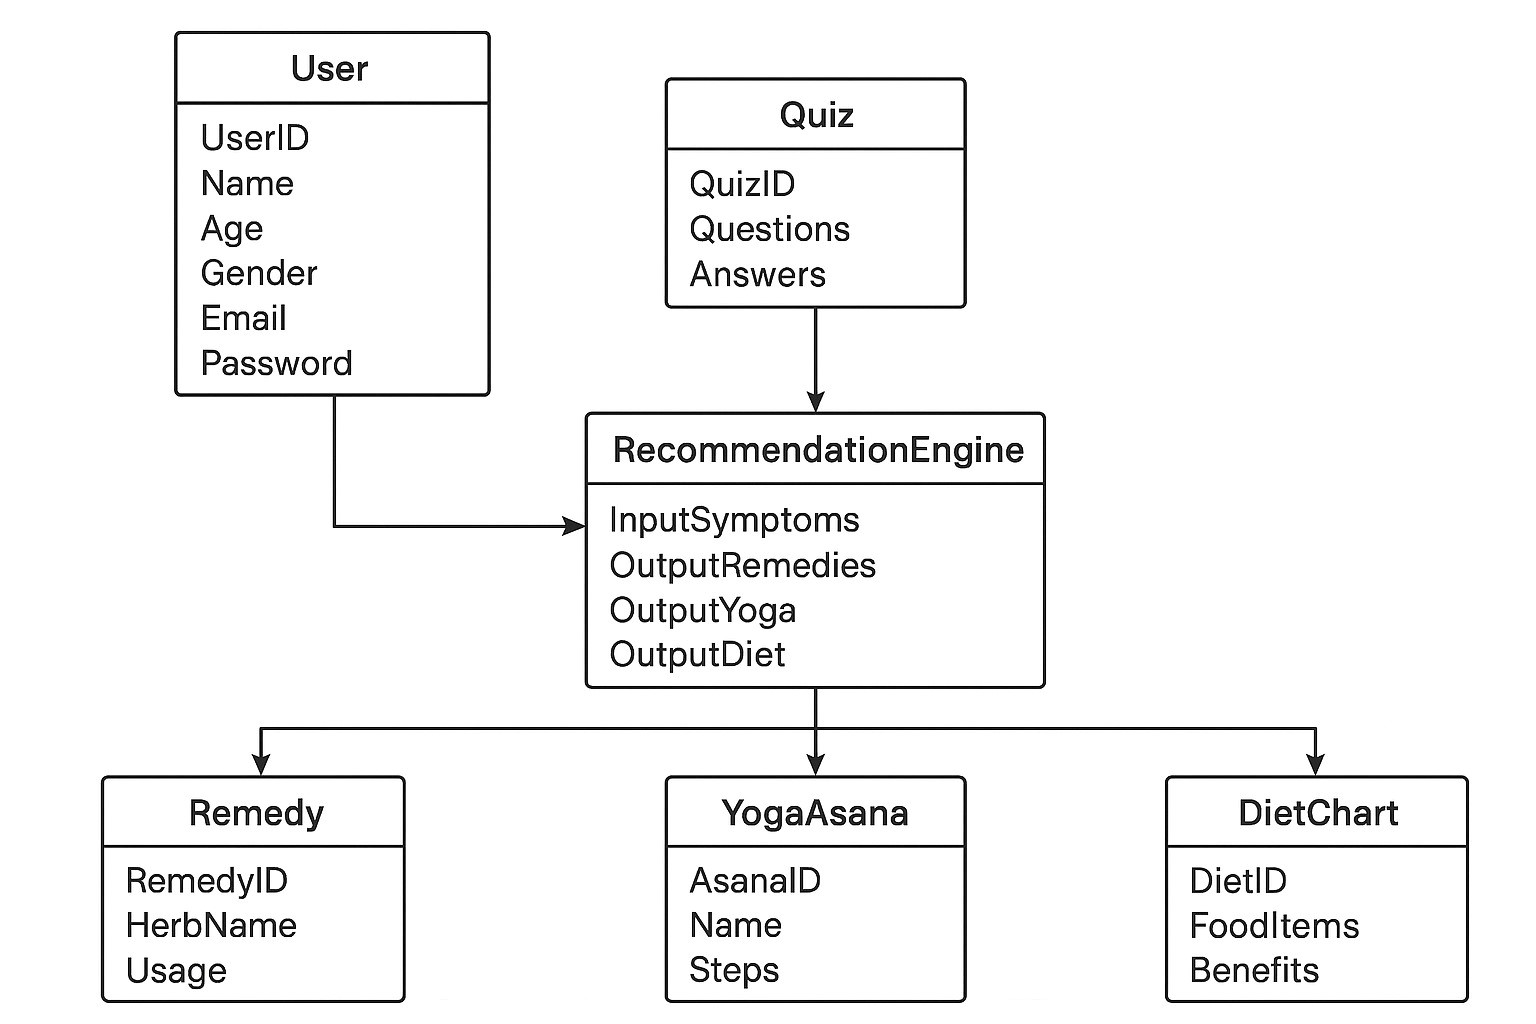 User
UserID
Name
Age
Gender
Email
Password
Quiz
QuizID
Questions
Answers
RecommendationEngine
InputSymptoms
OutputRemedies
OutputYoga
OutputDiet
Remedy
RemedyID
HerbName
Usage
YogaAsana
AsanaID
Name
Steps
DietChart
DietID
FoodItems
Benefits